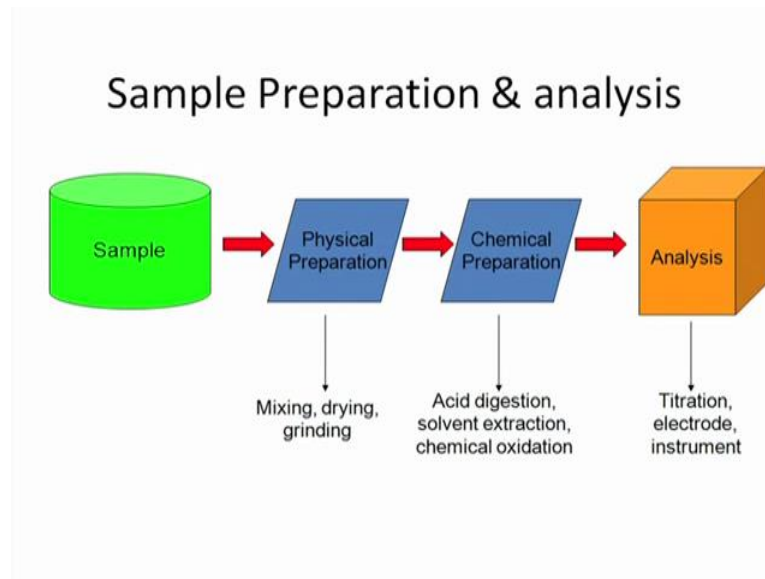 Sample Preparation & analysis
Sample
Physical
Preparation
Chemical
Preparation
Analysis
Mixing, drying,
grinding
Acid digestion,
solvent extraction,
chemical oxidation
Titration,
electrode,
instrument